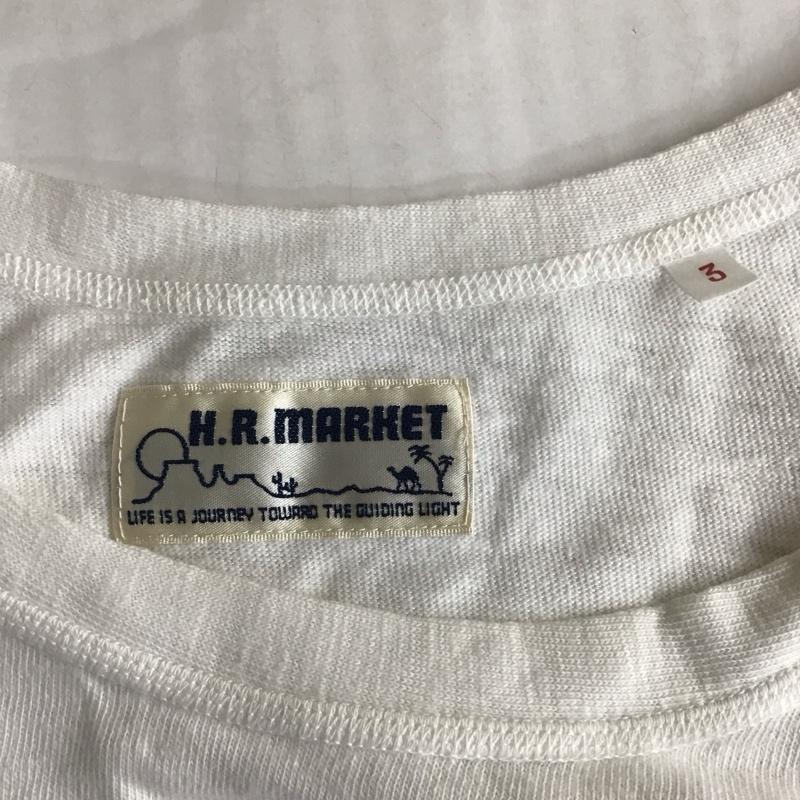 3
H.R.MARKET
LIFE IS A JOURNEY TOWARD THE GUIDING LIGHT